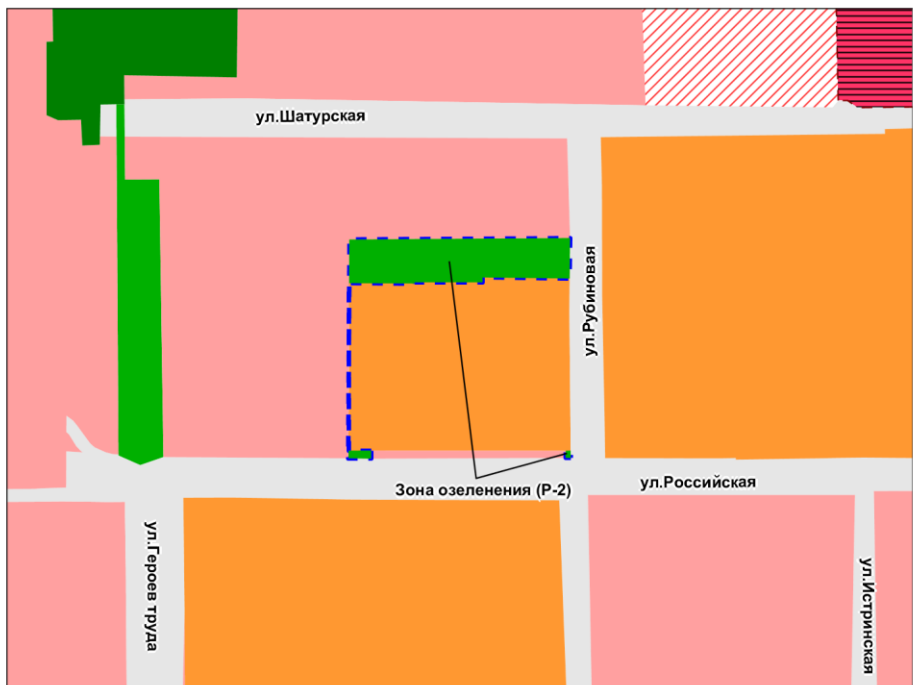 ул.Шатурская
ул.Рубиновая
Зона озеленения (Р-2)
ул.Российская
ул.Героев труда
ул.Истринская